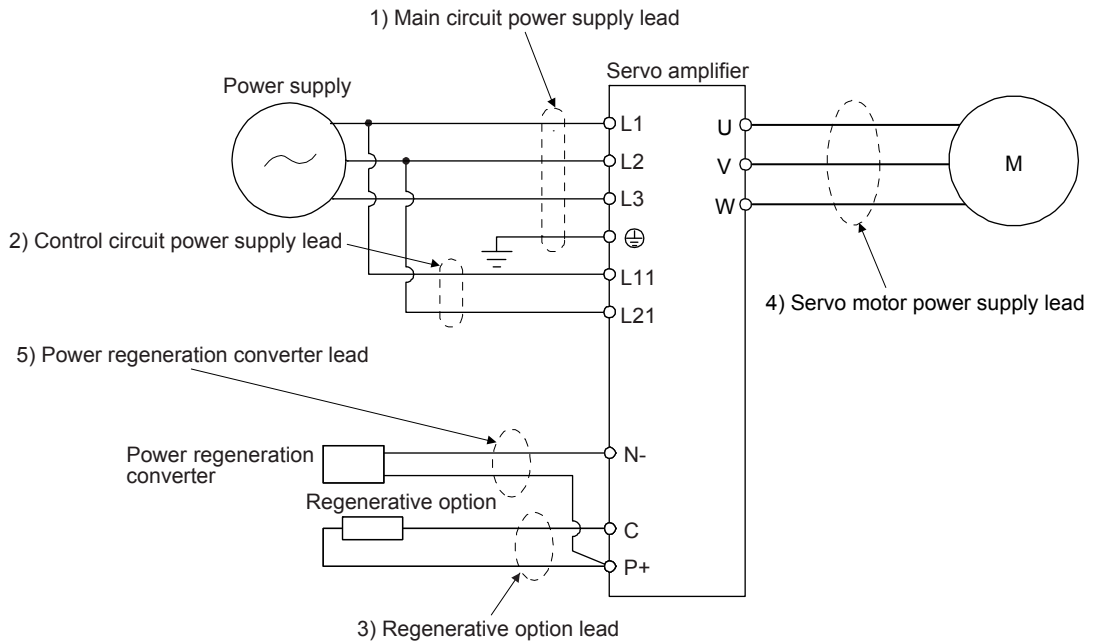 1) Main circuit power supply lead
Servo amplifier
Power supply
L1
L2
L3
L11
L21
U
V
W
M
2) Control circuit power supply lead
4) Servo motor power supply lead
5) Power regeneration converter lead
Power regeneration
converter
N-
Regenerative option
C
P+
3) Regenerative option lead